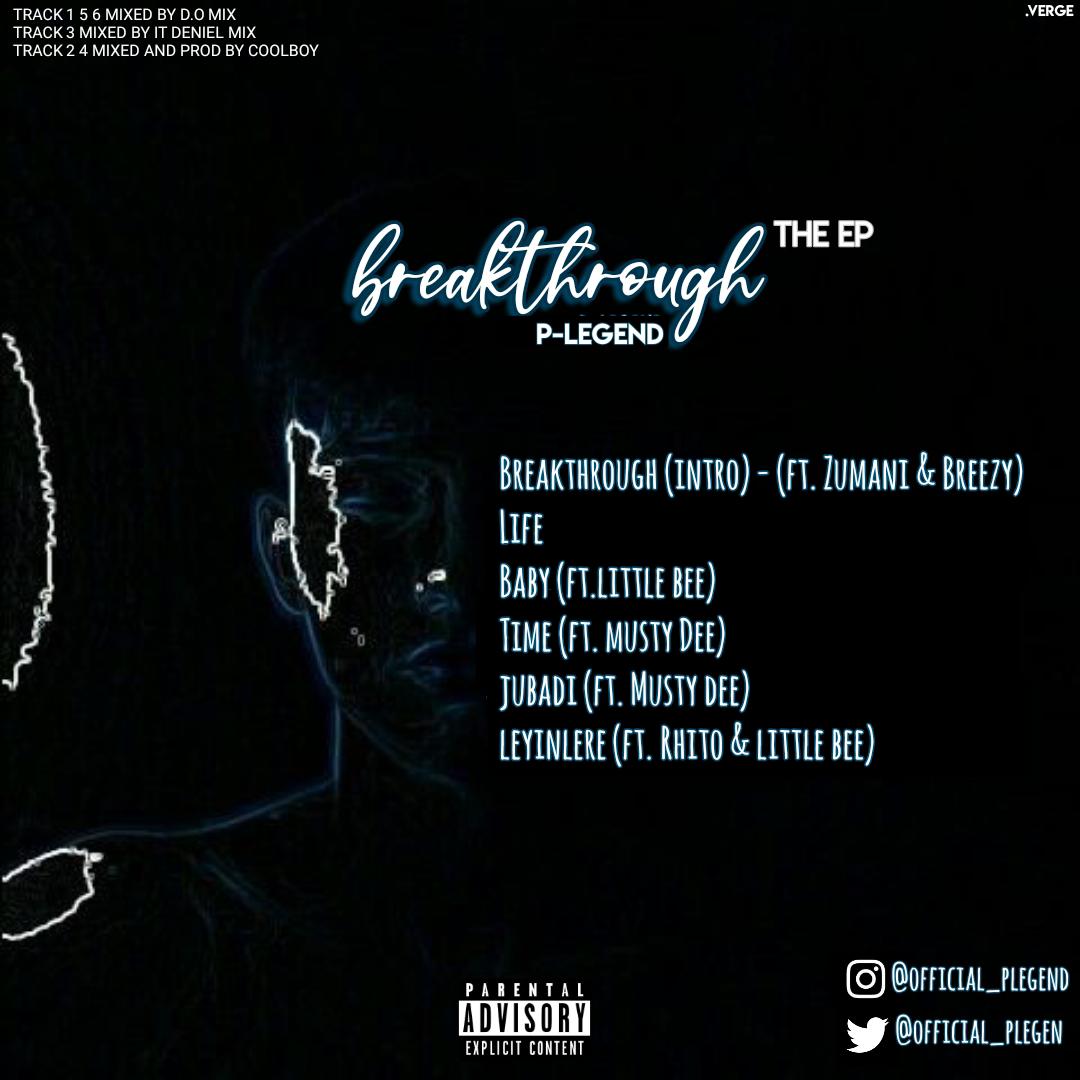 TRACK 1 5 6 MIXED BY D.O MIX
TRACK 3 MIXED BY IT DENIEL MIX
TRACK 2 4 MIXED AND PROD BY COOLBOY
.VERGE
breakthrough THE EP
P-LEGEND
BREAKTHROUGH (INTRO) - (FT. ZUMANI & BREEZY)
LIFE
BABY (FT.LITTLE BEE)
TIME (FT. MUSTY DEE)
JUBADI (FT. MUSTY DEE)
LEYINLERE (FT. RHITO & LITTLE BEE)
@OFFICIAL_PLEGEND
@OFFICIAL_PLEGEN
PARENTAL
ADVISORY
EXPLICIT CONTENT